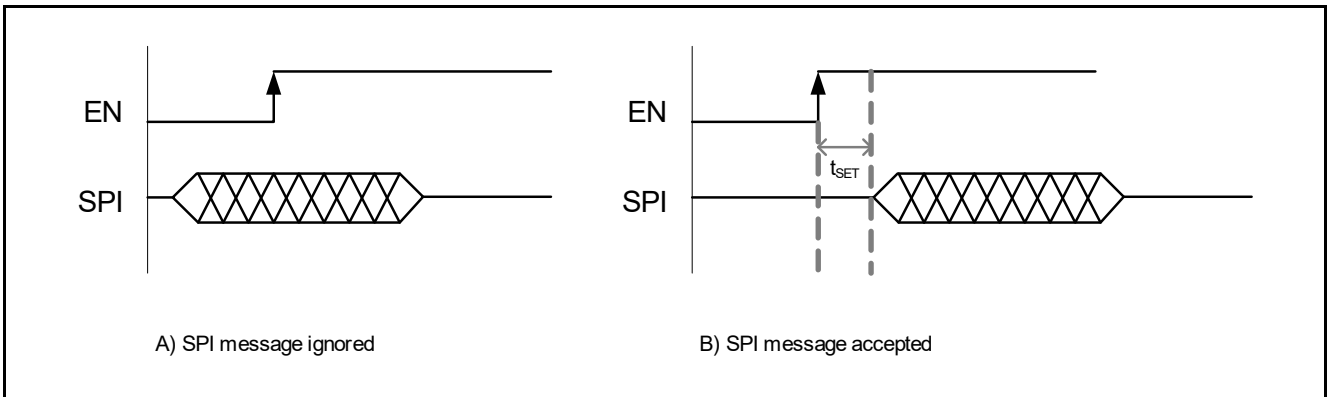 EN
SPI
A) SPI message ignored
EN
tSET
SPI
B) SPI message accepted